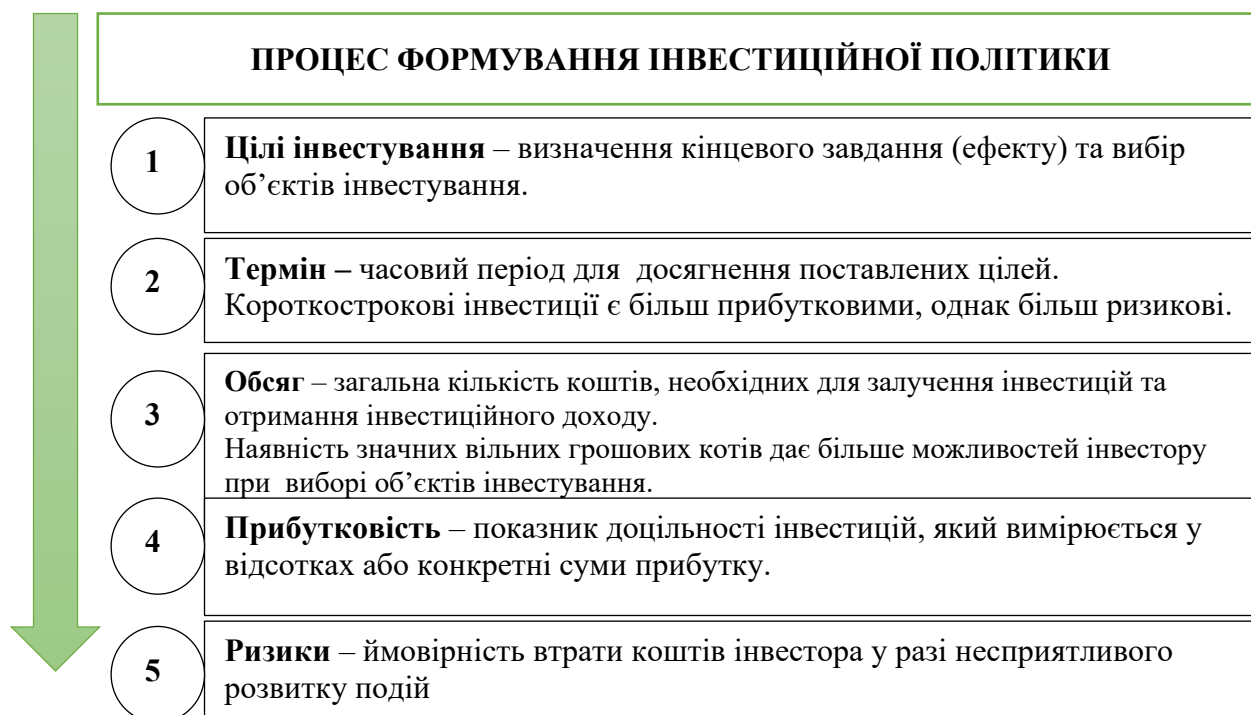 ПРОЦЕС ФОРМУВАННЯ ІНВЕСТИЦІЙНОЇ ПОЛІТИКИ
1
Цілі інвестування – визначення кінцевого завдання (ефекту) та вибір
об’єктів інвестування.
2
Термін – часовий період для досягнення поставлених цілей.
Короткострокові інвестиції є більш прибутковими, однак більш ризикові.
3
Обсяг – загальна кількість коштів, необхідних для залучення інвестицій та
отримання інвестиційного доходу.
Наявність значних вільних грошових котів дає більше можливостей інвестору
при виборі об’єктів інвестування.
4
Прибутковість – показник доцільності інвестицій, який вимірюється у
відсотках або конкретні суми прибутку.
5
Ризики – ймовірність втрати коштів інвестора у разі несприятливого
розвитку подій